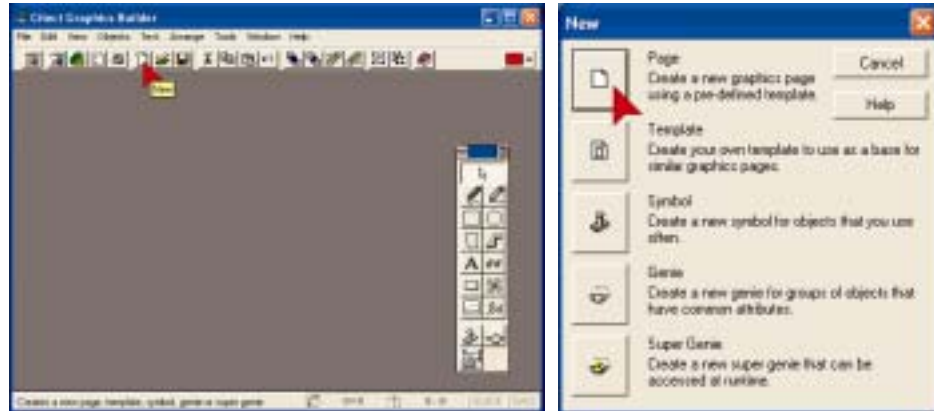 Citect Graphics Builder
File Edit View Objects Text Arrange Tools Window Help
New
Creates a new page, template, symbol, genie or super genie
New
Page
Create a new graphics page
using a pre-defined template.
Cancel
Help
Template
Create your own template to use as a base for
similar graphics pages.
Symbol
Create a new symbol for objects that you use
often.
Genie
Create a new genie for groups of objects that
have common attributes.
Super Genie
Create a new super genie that can be
accessed at runtime.